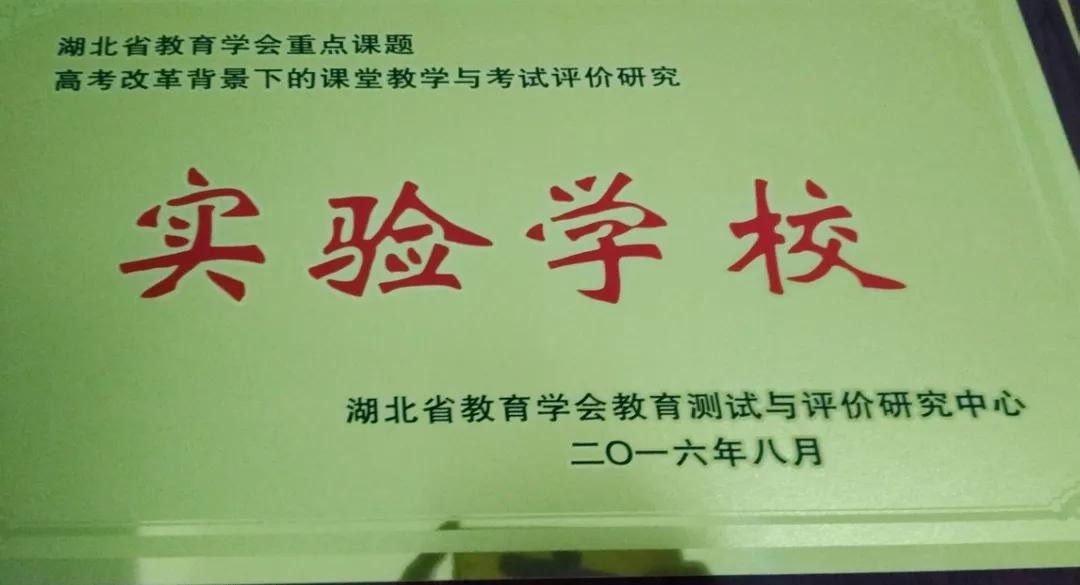 湖北省教育学会重点课题
高考改革背景下的课堂教学与考试评价研究
实验学校
湖北省教育学会教育测试与评价研究中心
二〇一六年八月